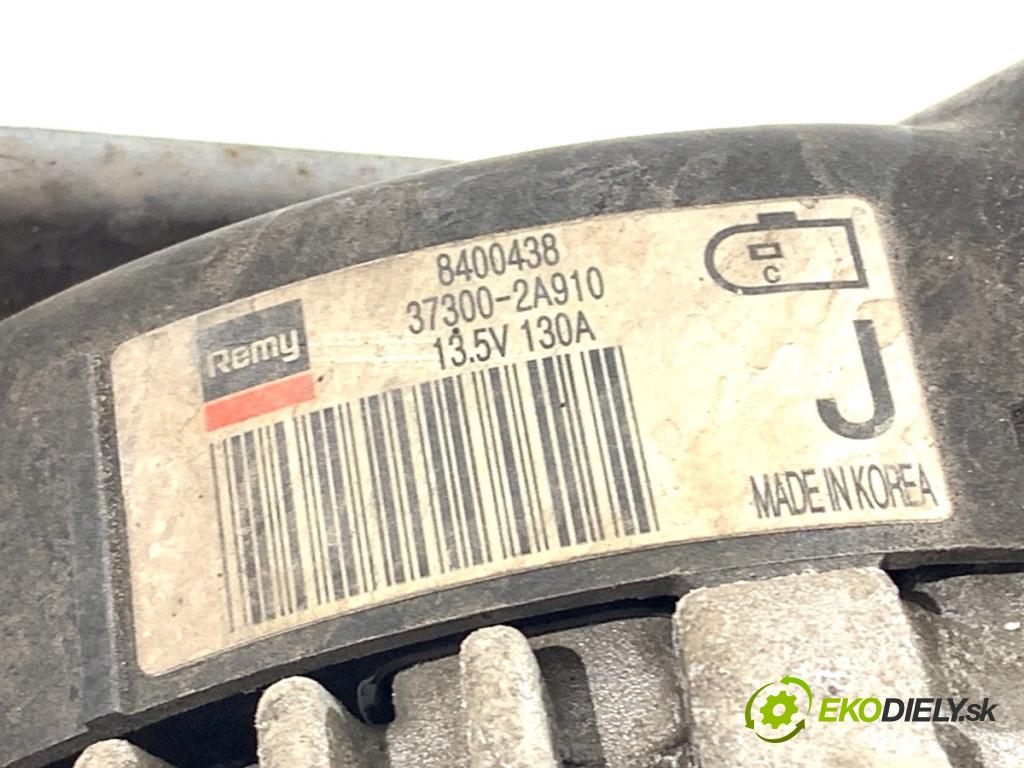 8400438
37300-2A910
13.5V 130A
Remy
C
J
MADE IN KOREA
EKODIELY.sk